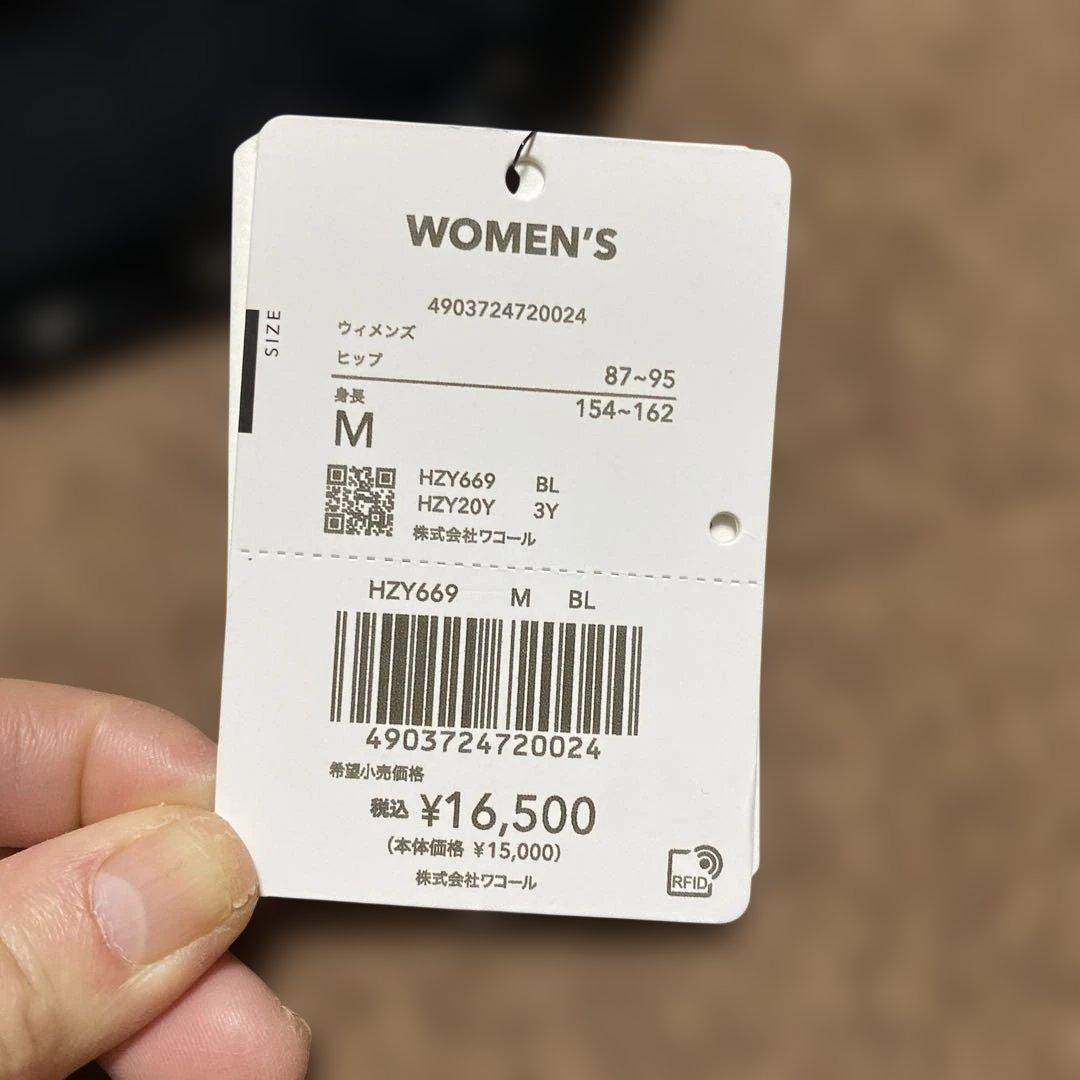 WOMEN'S
4903724720024
SIZE
ウィメンズ
ヒップ 87~95
身長 154~162
M
HZY669 BL
HZY20Y 3Y
株式会社ワコール
HZY669 M BL
4903724720024
希望小売価格
税込 ¥16,500
(本体価格 ¥15,000)
株式会社ワコール
RFID